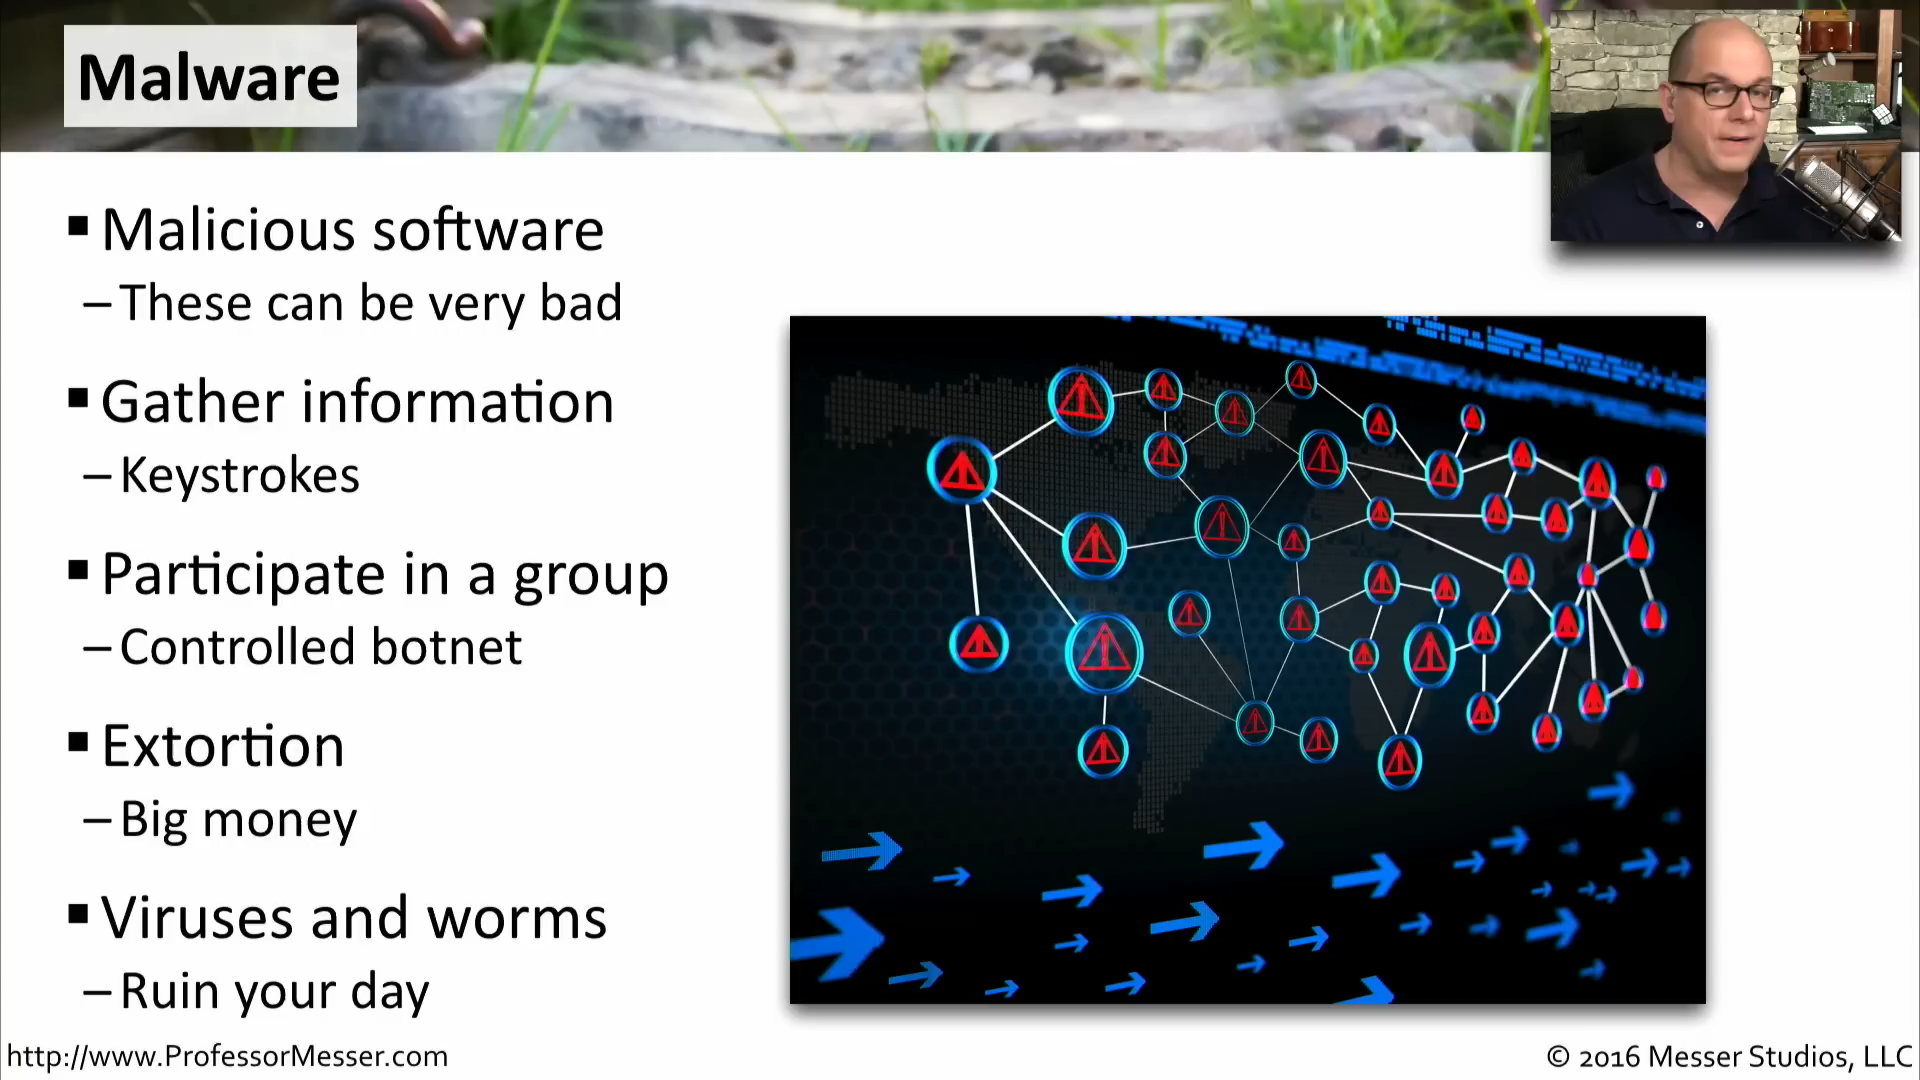 Malware
▪ Malicious software
– These can be very bad
▪ Gather information
– Keystrokes
▪ Participate in a group
– Controlled botnet
▪ Extortion
– Big money
▪ Viruses and worms
– Ruin your day
http://www.ProfessorMesser.com
© 2016 Messer Studios, LLC